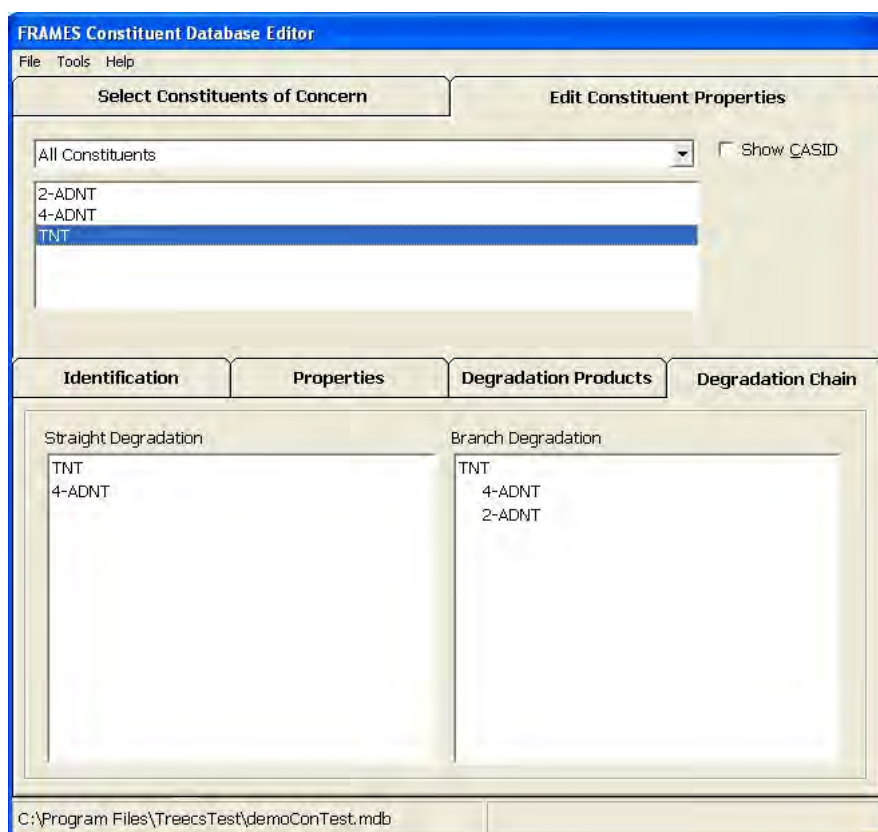 FRAMES Constituent Database Editor
File Tools Help
Select Constituents of Concern Edit Constituent Properties
All Constituents Show CASID
2-ADNT
4-ADNT
TNT
Identification Properties Degradation Products Degradation Chain
Straight Degradation Branch Degradation
TNT TNT
4-ADNT 4-ADNT
2-ADNT
C:\Program Files\TreecsTest\demoConTest.mdb